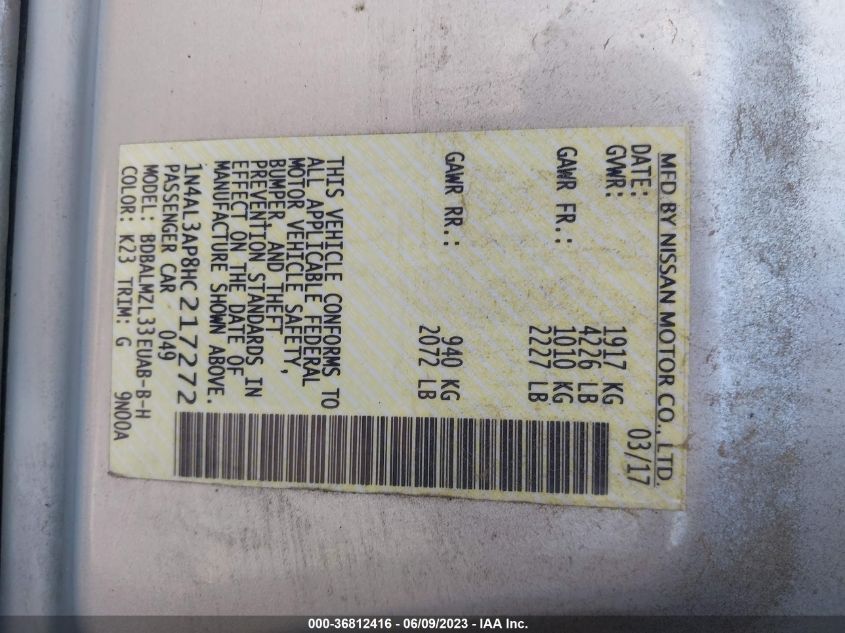 MFD BY NISSAN MOTOR CO., LTD.
DATE: 03/17
GVWR: 1917 KG
4226 LB
GAWR FR.: 1010 KG
2227 LB
GAWR RR.: 940 KG
2072 LB
THIS VEHICLE CONFORMS TO
ALL APPLICABLE FEDERAL
MOTOR VEHICLE SAFETY,
BUMPER, AND THEFT
PREVENTION STANDARDS IN
EFFECT ON THE DATE OF
MANUFACTURE SHOWN ABOVE.
1N4AL3AP8HC217272
PASSENGER CAR 049
MODEL: BDBALMZL33EUAB-B-H
COLOR: K23 TRIM: G 9N00A
000-36812416 - 06/09/2023 - IAA Inc.